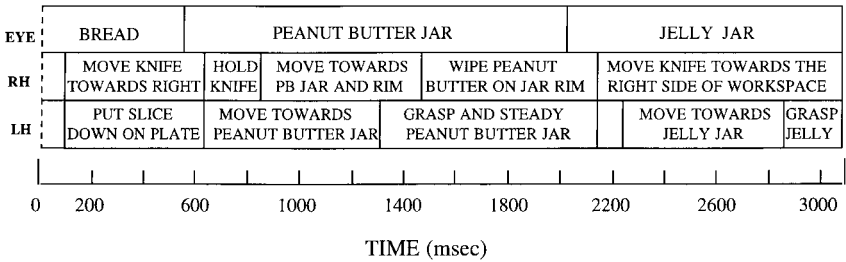 EYE BREAD PEANUT BUTTER JAR JELLY JAR
RH MOVE KNIFE TOWARDS RIGHT HOLD KNIFE MOVE TOWARDS PB JAR AND RIM WIPE PEANUT BUTTER ON JAR RIM MOVE KNIFE TOWARDS THE RIGHT SIDE OF WORKSPACE
LH PUT SLICE DOWN ON PLATE MOVE TOWARDS PEANUT BUTTER JAR GRASP AND STEADY PEANUT BUTTER JAR MOVE TOWARDS JELLY JAR GRASP JELLY
0 200 600 1000 1400 1800 2200 2600 3000
TIME (msec)